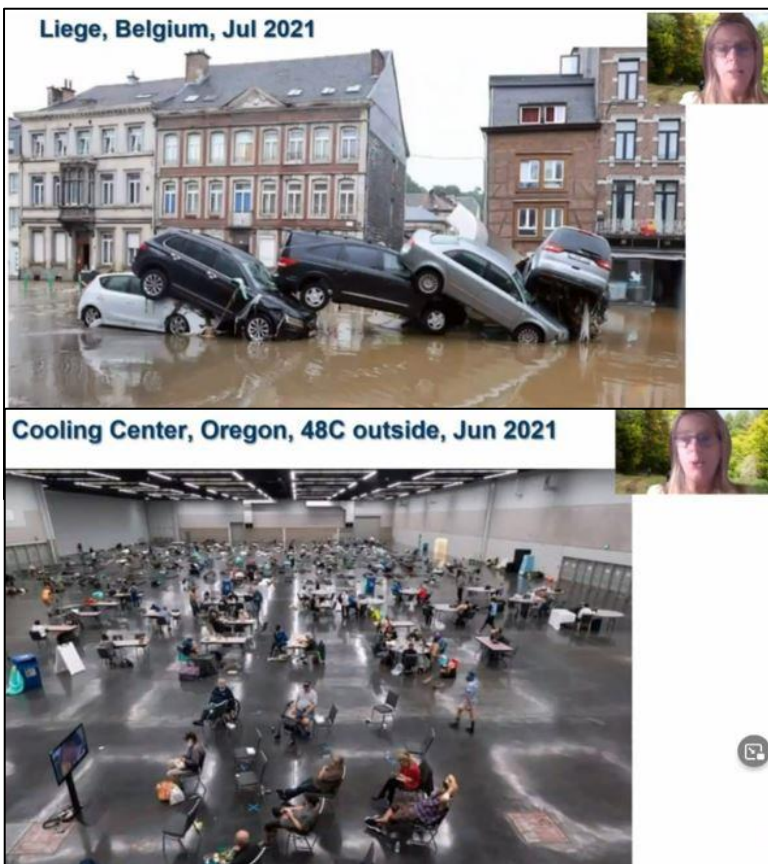 Liege, Belgium, Jul 2021
Cooling Center, Oregon, 48C outside, Jun 2021